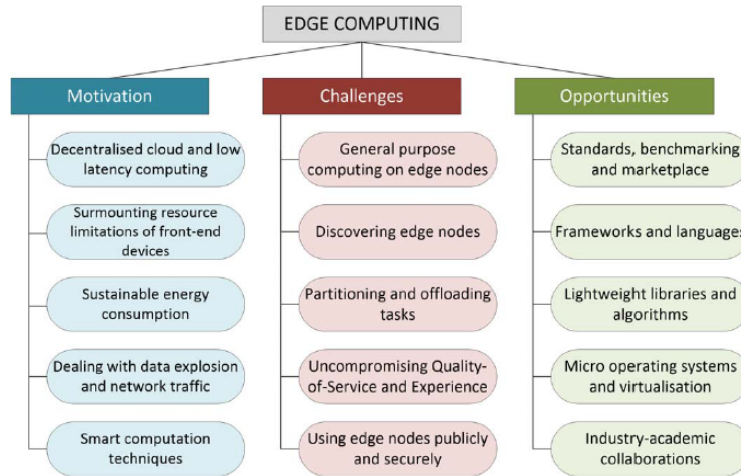 EDGE COMPUTING
Motivation
Decentralised cloud and low
latency computing
Surmounting resource
limitations of front-end
devices
Sustainable energy
consumption
Dealing with data explosion
and network traffic
Smart computation
techniques
Challenges
General purpose
computing on edge nodes
Discovering edge nodes
Partitioning and offloading
tasks
Uncompromising Quality-
of-Service and Experience
Using edge nodes publicly
and securely
Opportunities
Standards, benchmarking
and marketplace
Frameworks and languages
Lightweight libraries and
algorithms
Micro operating systems
and virtualisation
Industry-academic
collaborations